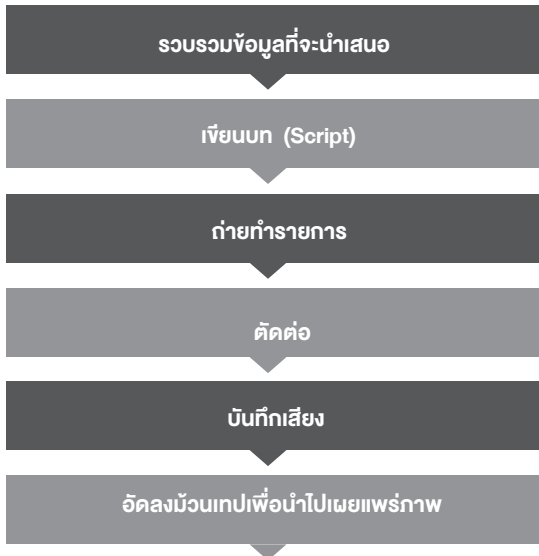 รวบรวมข้อมูลที่จะนำเสนอ
เขียนบท (Script)
ถ่ายทำรายการ
ตัดต่อ
บันทึกเสียง
อัดลงม้วนเทปเพื่อนำไปเผยแพร่ภาพ